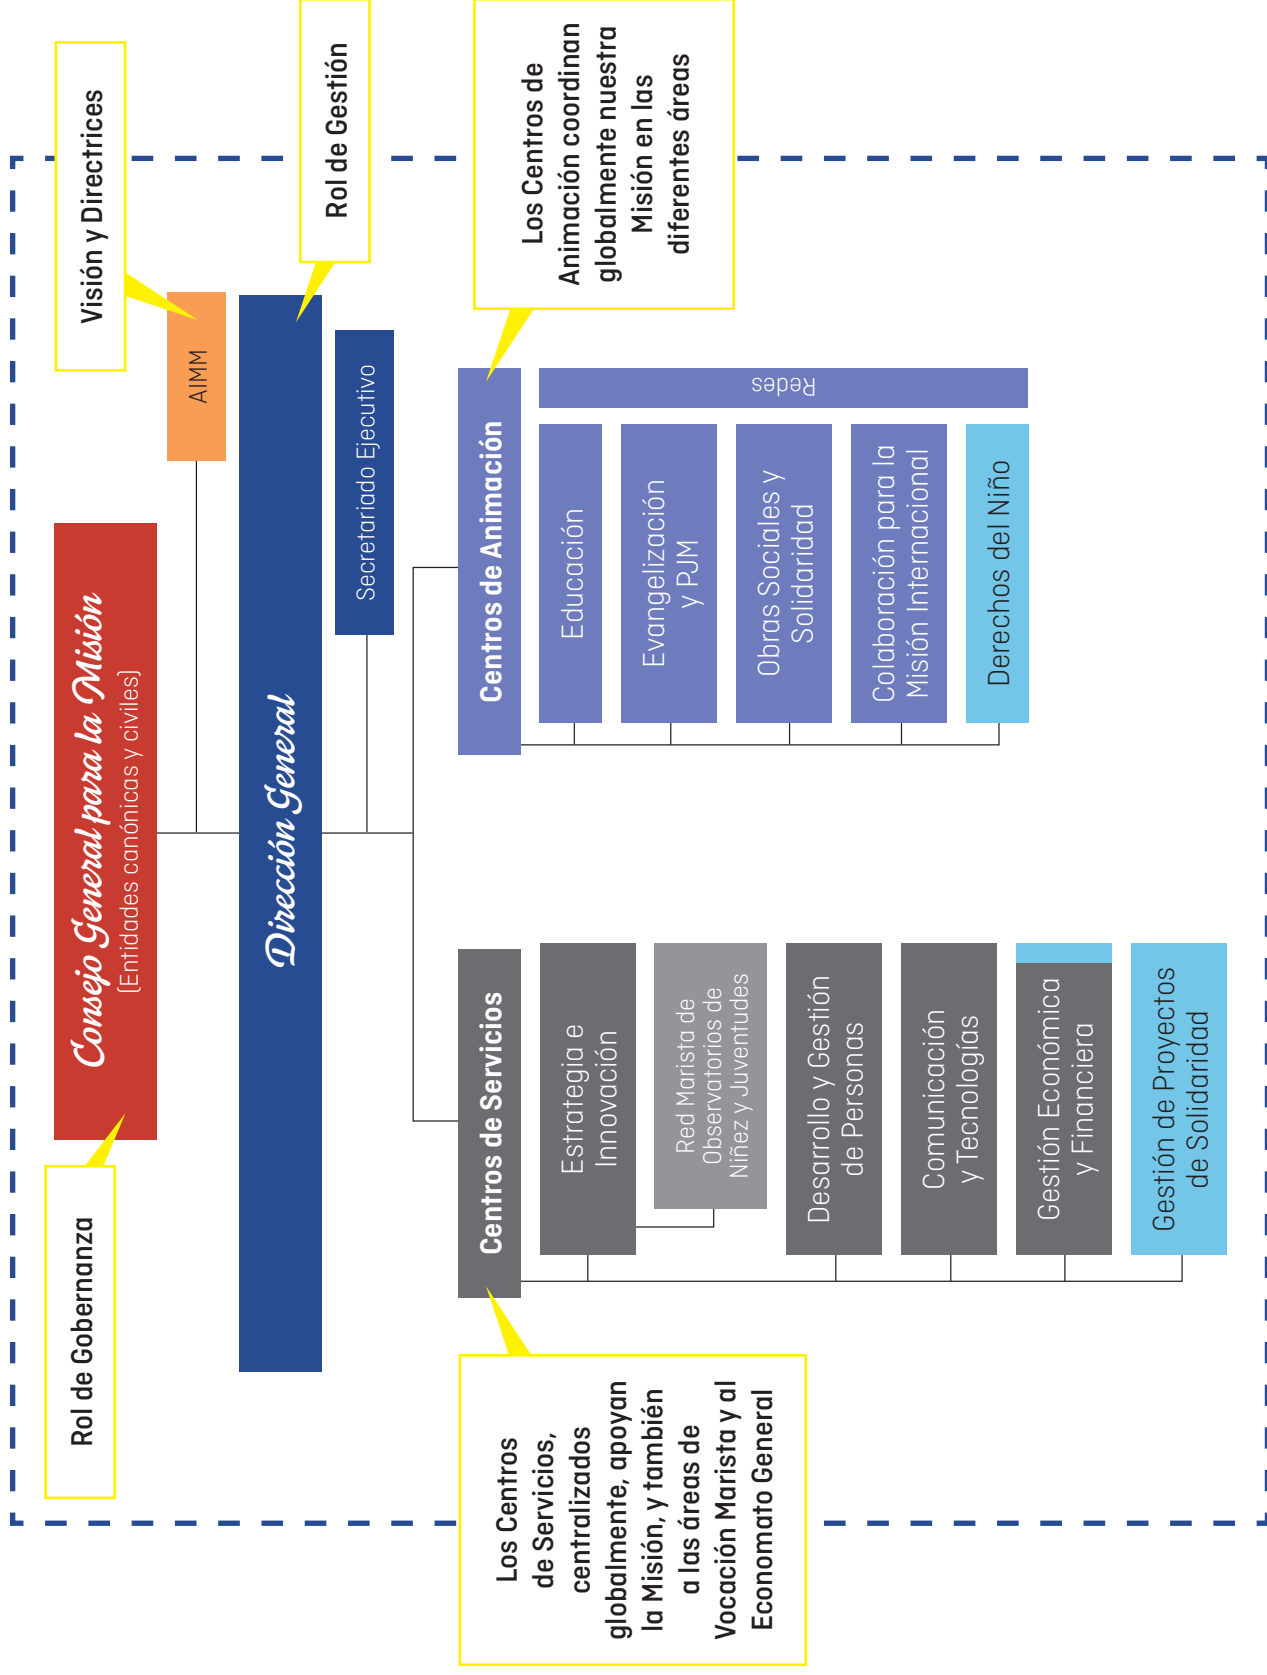 Rol de Gobernanza
Consejo General para la Misión
(Entidades canónicas y civiles)
Visión y Directrices
AIMM
Dirección General
Rol de Gestión
Secretariado Ejecutivo
Los Centros
de Servicios,
centralizados
globalmente, apoyan
la Misión, y también
a las áreas de
Vocación Marista y al
Economato General
Centros de Servicios
Estrategia e
Innovación
Red Marista de
Observatorios de
Niñez y Juventudes
Desarrollo y Gestión
de Personas
Comunicación
y Tecnologías
Gestión Económica
y Financiera
Gestión de Proyectos
de Solidaridad
Centros de Animación
Educación
Evangelización
y PJM
Obras Sociales y
Solidaridad
Colaboración para la
Misión Internacional
Derechos del Niño
Redes
Los Centros de
Animación coordinan
globalmente nuestra
Misión en las
diferentes áreas